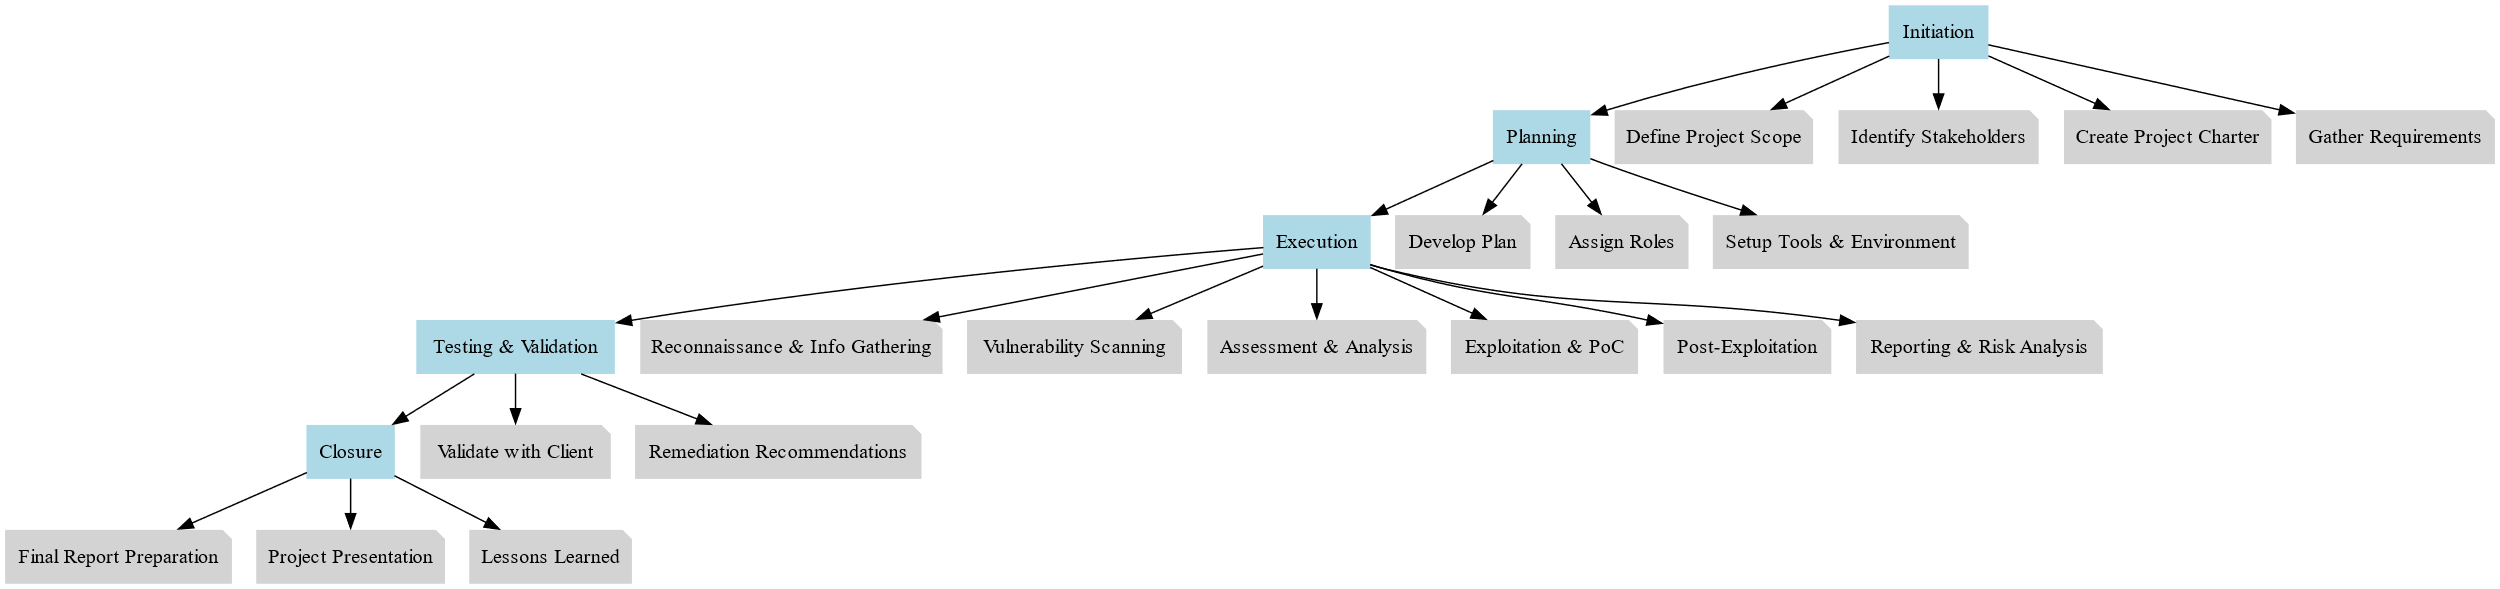 Initiation
Planning
Define Project Scope
Identify Stakeholders
Create Project Charter
Gather Requirements
Execution
Develop Plan
Assign Roles
Setup Tools & Environment
Testing & Validation
Reconnaissance & Info Gathering
Vulnerability Scanning
Assessment & Analysis
Exploitation & PoC
Post-Exploitation
Reporting & Risk Analysis
Closure
Validate with Client
Remediation Recommendations
Final Report Preparation
Project Presentation
Lessons Learned